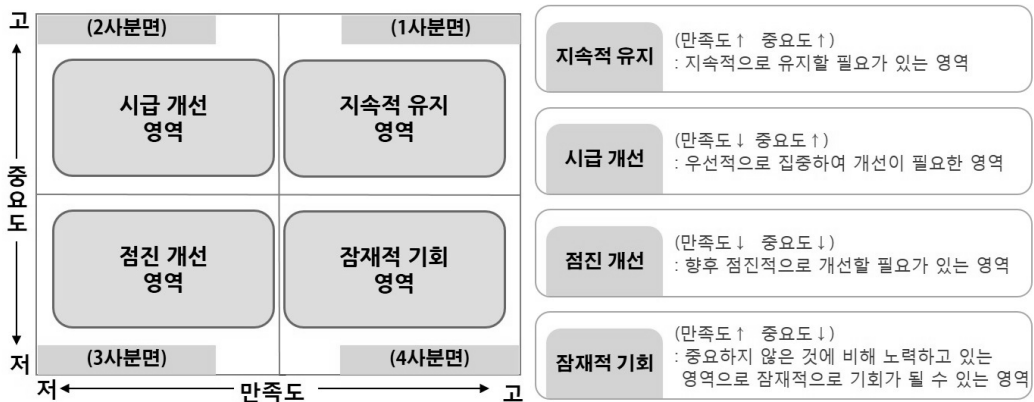 고
(2사분면)
(1사분면)
시급 개선
영역
지속적 유지
영역
중요도
점진 개선
영역
잠재적 기회
영역
저
(3사분면)
(4사분면)
저
만족도
고
지속적 유지
(만족도↑ 중요도↑)
: 지속적으로 유지할 필요가 있는 영역
시급 개선
(만족도↓ 중요도↑)
: 우선적으로 집중하여 개선이 필요한 영역
점진 개선
(만족도↓ 중요도↓)
: 향후 점진적으로 개선할 필요가 있는 영역
잠재적 기회
(만족도↑ 중요도↓)
: 중요하지 않은 것에 비해 노력하고 있는
영역으로 잠재적으로 기회가 될 수 있는 영역